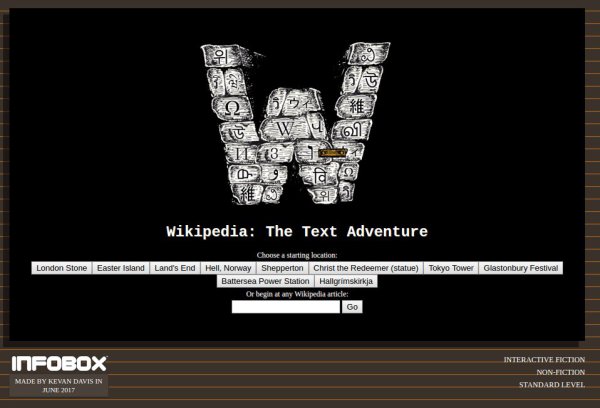 Wikipedia: The Text Adventure
Choose a starting location:
London Stone Easter Island Land's End Hell, Norway Shepperton Christ the Redeemer (statue) Tokyo Tower Glastonbury Festival
Battersea Power Station Hallgrímskirkja
Or begin at any Wikipedia article:
Go
INFOBOX
MADE BY KEVAN DAVIS IN
JUNE 2017
INTERACTIVE FICTION
NON-FICTION
STANDARD LEVEL